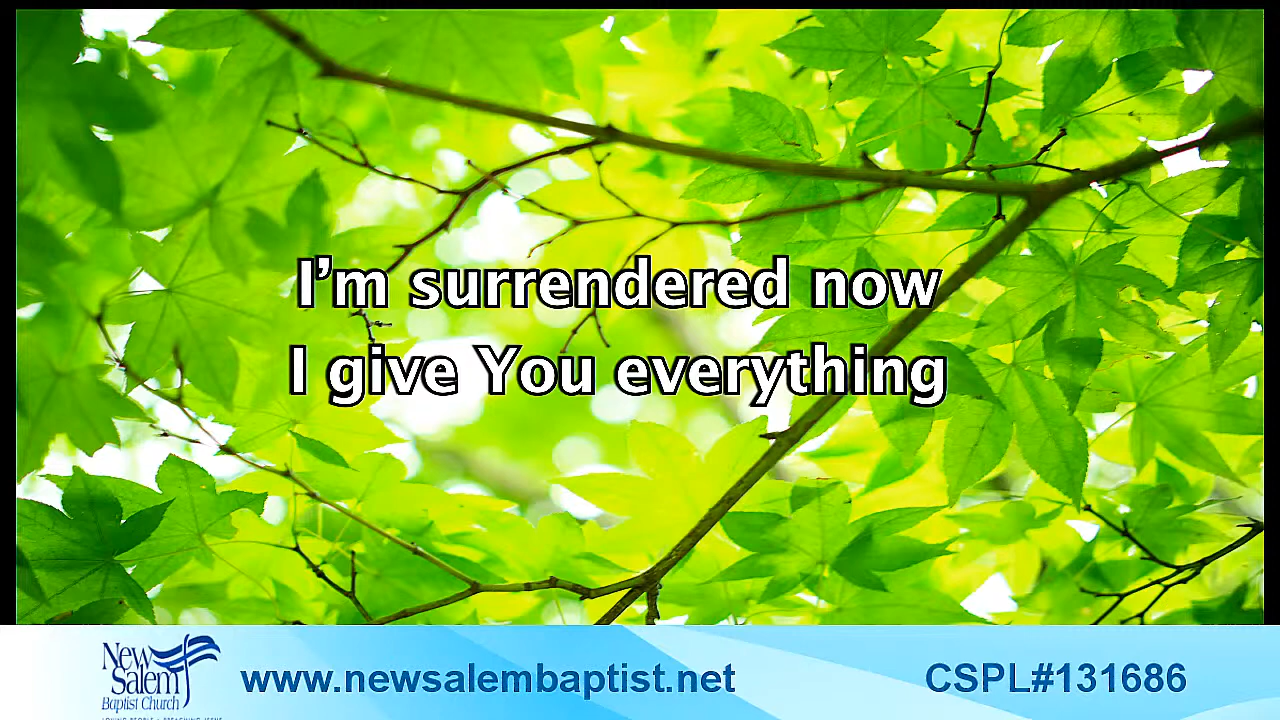 I’m surrendered now
I give You everything
New
Salem
Baptist Church
www.newsalembaptist.net
CSPL#131686